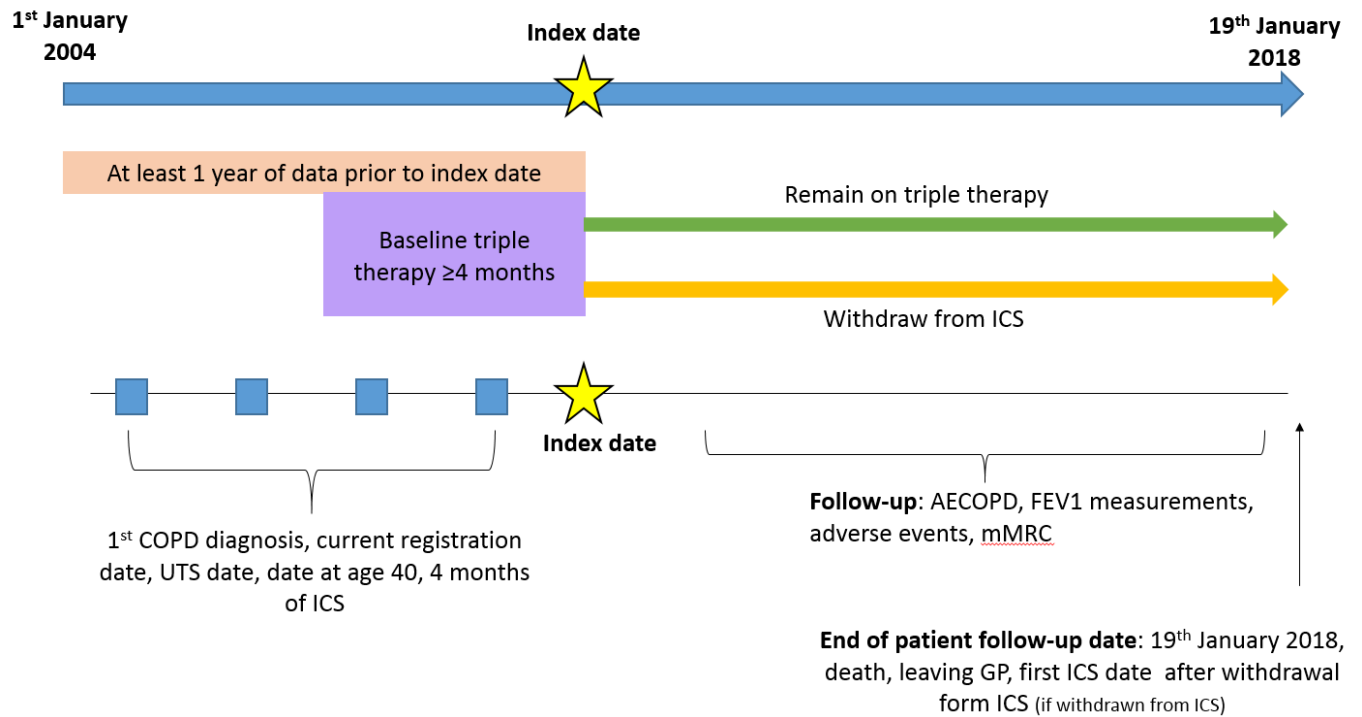 1st January
2004
Index date
19th January
2018
At least 1 year of data prior to index date
Remain on triple therapy
Baseline triple
therapy ≥4 months
Withdraw from ICS
Index date
1st COPD diagnosis, current registration
date, UTS date, date at age 40, 4 months
of ICS
Follow-up: AECOPD, FEV1 measurements,
adverse events, mMRC
End of patient follow-up date: 19th January 2018,
death, leaving GP, first ICS date after withdrawal
form ICS (if withdrawn from ICS)